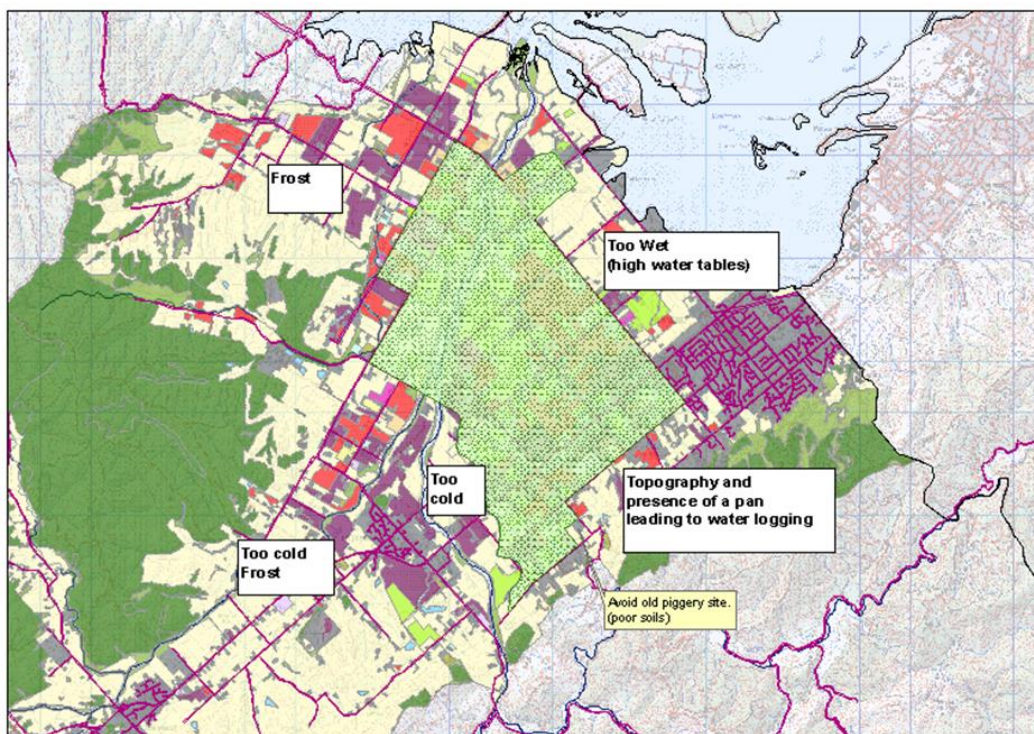 Frost
Too Wet
(high water tables)
Too
cold
Topography and
presence of a pan
leading to water logging
Too cold
Frost
Avoid old piggery site.
(poor soils)